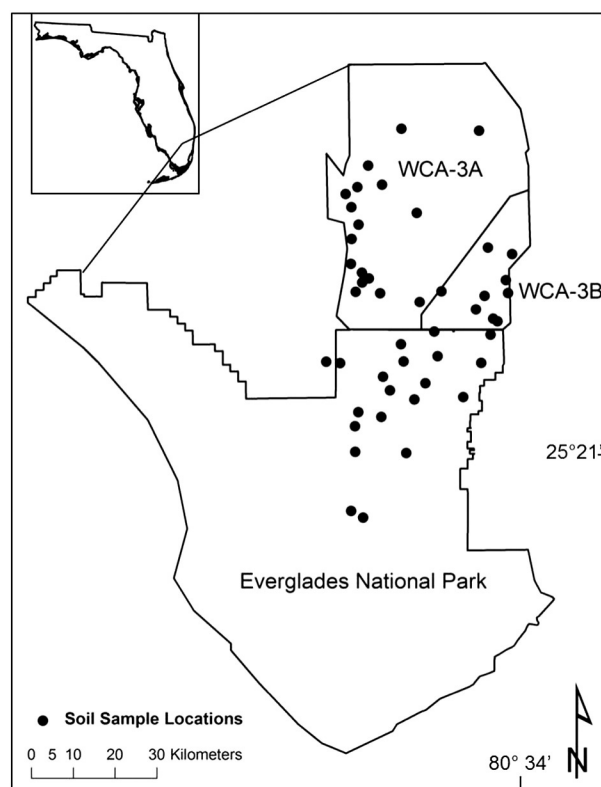 WCA-3A
WCA-3B
25°21'
Everglades National Park
Soil Sample Locations
0 5 10 20 30 Kilometers
80° 34'
N